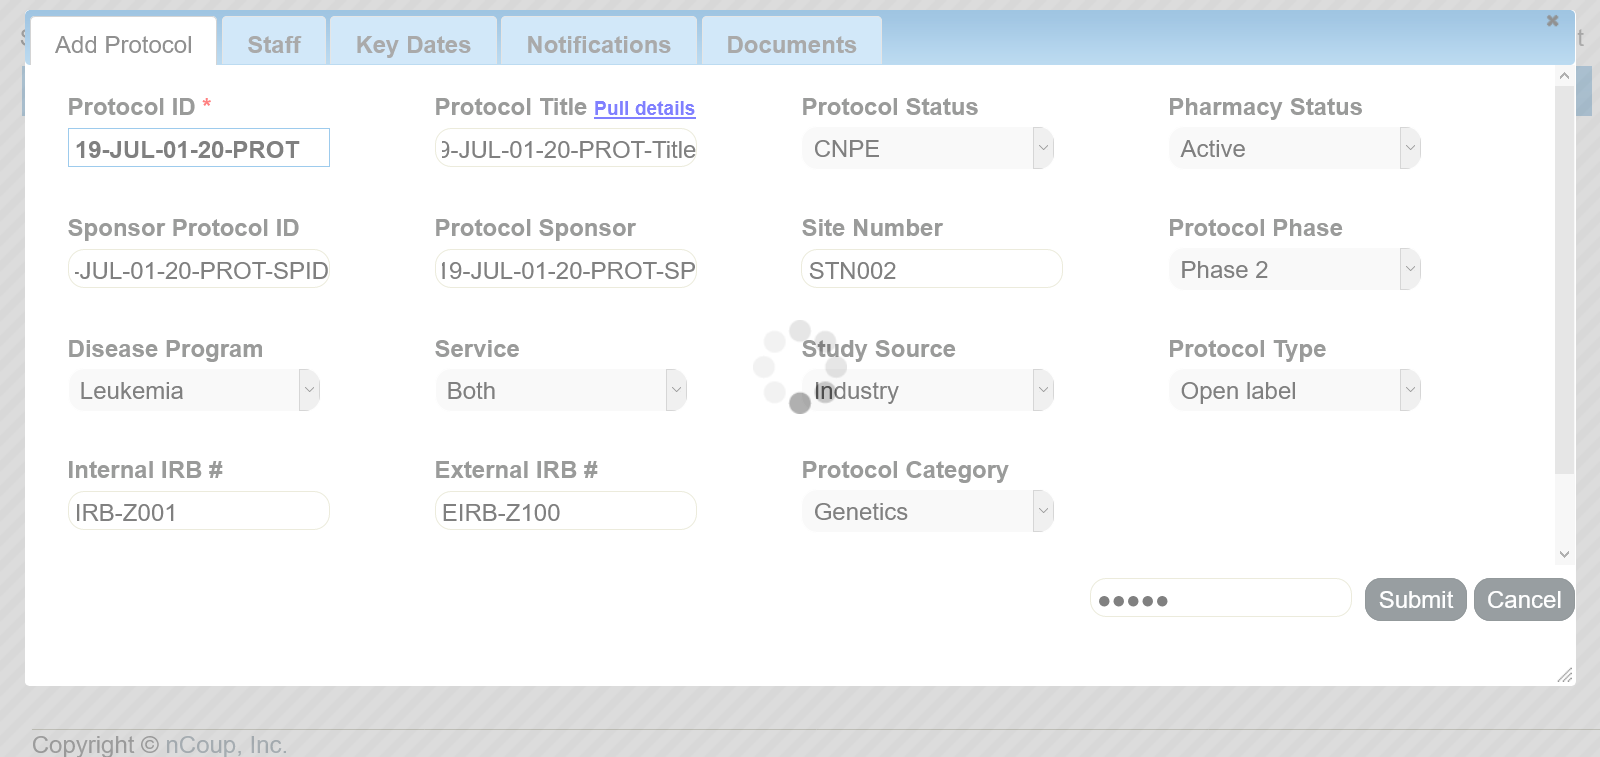 Add Protocol Staff Key Dates Notifications Documents
Protocol ID * Protocol Title Pull details Protocol Status Pharmacy Status
19-JUL-01-20-PROT 9-JUL-01-20-PROT-Title CNPE Active
Sponsor Protocol ID Protocol Sponsor Site Number Protocol Phase
-JUL-01-20-PROT-SPID 19-JUL-01-20-PROT-SP STN002 Phase 2
Disease Program Service Study Source Protocol Type
Leukemia Both Industry Open label
Internal IRB # External IRB # Protocol Category
IRB-Z001 EIRB-Z100 Genetics
●●●●● Submit Cancel
Copyright © nCoup, Inc.